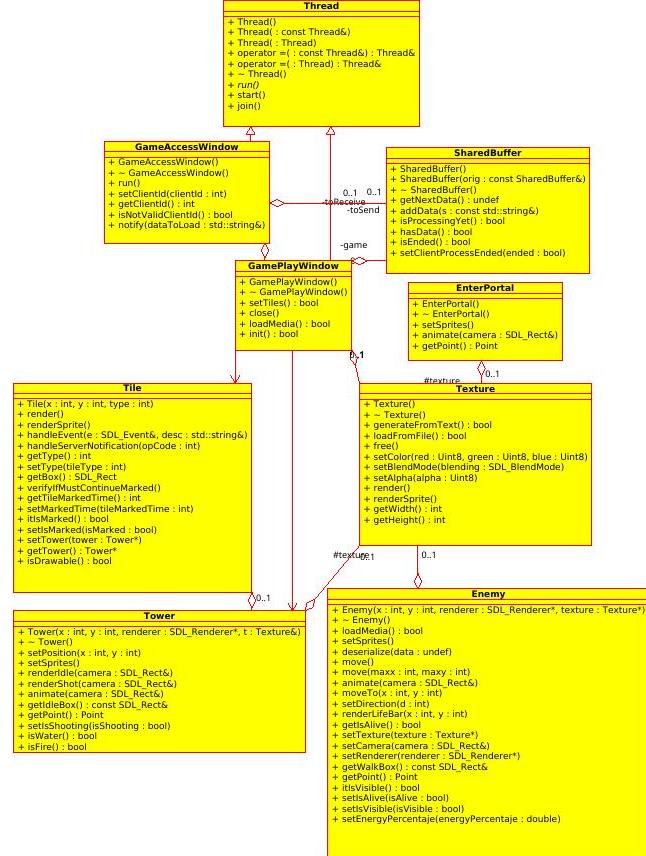 Thread
+ Thread()
+ Thread( : const Thread&)
+ Thread( : Thread)
+ operator =( : const Thread&) : Thread&
+ operator =( : Thread) : Thread&
+ ~ Thread()
+ run()
+ start()
+ join()
GameAccessWindow
+ GameAccessWindow()
+ ~ GameAccessWindow()
+ run()
+ setClientId(clientId : int)
+ getClientId() : int
+ isNotValidClientId() : bool
+ notify(dataToLoad : std::string&)
SharedBuffer
+ SharedBuffer()
+ SharedBuffer(orig : const SharedBuffer&)
+ ~ SharedBuffer()
+ getNextData() : undef
+ addData(s : const std::string&)
+ isProcessingYet() : bool
+ hasData() : bool
+ isEnded() : bool
+ setClientProcessEnded(ended : bool)
0..1
0..1
-toReceive
-toSend
-game
GamePlayWindow
+ GamePlayWindow()
+ ~ GamePlayWindow()
+ setTiles() : bool
+ close()
+ loadMedia() : bool
+ init() : bool
EnterPortal
+ EnterPortal()
+ ~ EnterPortal()
+ setSprites()
+ animate(camera : SDL_Rect&)
+ getPoint() : Point
0..1
0..1
#texture
Tile
+ Tile(x : int, y : int, type : int)
+ render()
+ renderSprite()
+ handleEvent(e : SDL_Event&, desc : std::string&)
+ handleServerNotification(opCode : int)
+ getType() : int
+ setType(tileType : int)
+ getBox() : SDL_Rect
+ verifyIfMustContinueMarked()
+ getTileMarkedTime() : int
+ setMarkedTime(tileMarkedTime : int)
+ itIsMarked() : bool
+ setIsMarked(isMarked : bool)
+ setTower(tower : Tower*)
+ getTower() : Tower*
+ isDrawable() : bool
Texture
+ Texture()
+ ~ Texture()
+ generateFromText() : bool
+ loadFromFile() : bool
+ free()
+ setColor(red : Uint8, green : Uint8, blue : Uint8)
+ setBlendMode(blending : SDL_BlendMode)
+ setAlpha(alpha : Uint8)
+ render()
+ renderSprite()
+ getWidth() : int
+ getHeight() : int
#texture
0..1
0..1
0..1
Tower
+ Tower(x : int, y : int, renderer : SDL_Renderer*, t : Texture&)
+ ~ Tower()
+ setPosition(x : int, y : int)
+ setSprites()
+ renderIdle(camera : SDL_Rect&)
+ renderShot(camera : SDL_Rect&)
+ animate(camera : SDL_Rect&)
+ getIdleBox() : const SDL_Rect&
+ getPoint() : Point
+ setIsShooting(isShooting : bool)
+ isWater() : bool
+ isFire() : bool
Enemy
+ Enemy(x : int, y : int, renderer : SDL_Renderer*, texture : Texture*)
+ ~ Enemy()
+ loadMedia() : bool
+ setSprites()
+ deserialize(data : undef)
+ move()
+ move(maxx : int, maxy : int)
+ animate(camera : SDL_Rect&)
+ moveTo(x : int, y : int)
+ setDirection(d : int)
+ renderLifeBar(x : int, y : int)
+ getIsAlive() : bool
+ setTexture(texture : Texture*)
+ setCamera(camera : SDL_Rect&)
+ setRenderer(renderer : SDL_Renderer*)
+ getWalkBox() : const SDL_Rect&
+ getPoint() : Point
+ itIsVisible() : bool
+ setIsAlive(isAlive : bool)
+ setIsVisible(isVisible : bool)
+ setEnergyPercentaje(energyPercentaje : double)